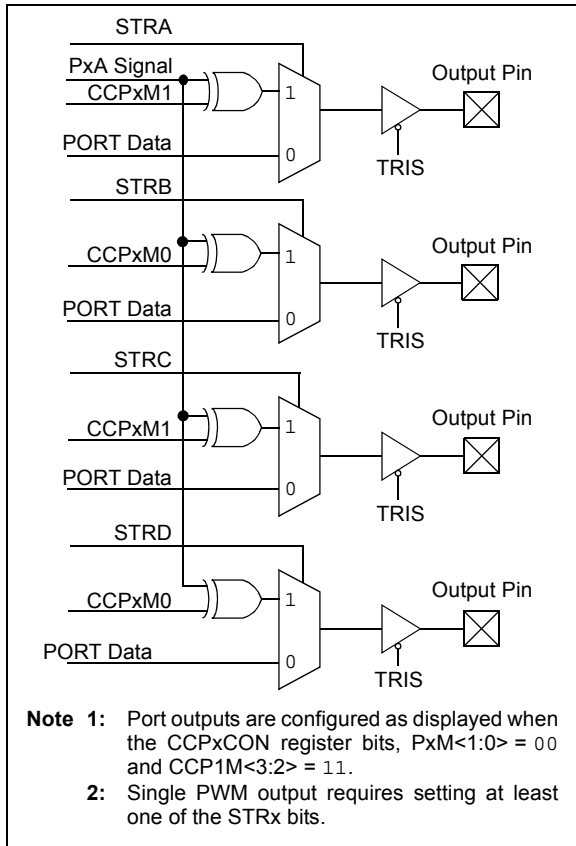 STRA
PxA Signal
Output Pin
CCPxM1
1
PORT Data
0
TRIS
STRB
Output Pin
CCPxM0
1
PORT Data
0
TRIS
STRC
Output Pin
CCPxM1
1
PORT Data
0
TRIS
STRD
Output Pin
CCPxM0
1
PORT Data
0
TRIS
Note 1: Port outputs are configured as displayed when
the CCPxCON register bits, PxM<1:0> = 00
and CCP1M<3:2> = 11.
2: Single PWM output requires setting at least
one of the STRx bits.